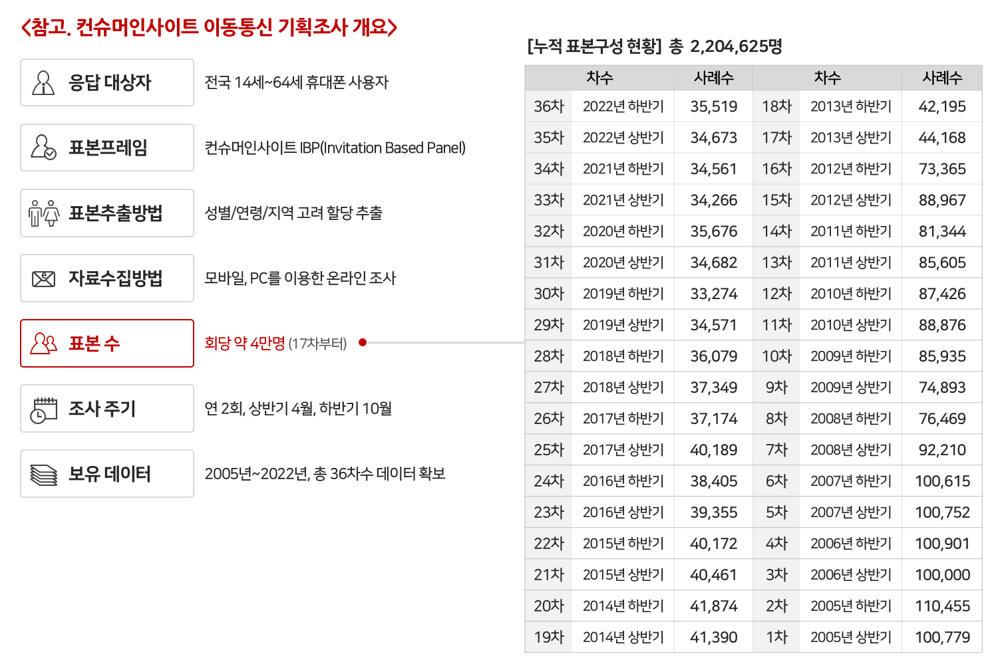 <참고. 컨슈머인사이트 이동통신 기획조사 개요>
응답 대상자 전국 14세~64세 휴대폰 사용자
표본프레임 컨슈머인사이트 IBP(Invitation Based Panel)
표본추출방법 성별/연령/지역 고려 할당 추출
자료수집방법 모바일, PC를 이용한 온라인 조사
표본 수 회당 약 4만명 (17차부터)
조사 주기 연 2회, 상반기 4월, 하반기 10월
보유 데이터 2005년~2022년, 총 36차수 데이터 확보
[누적 표본구성 현황] 총 2,204,625명
차수 사례수 차수 사례수
36차 2022년 하반기 35,519 18차 2013년 하반기 42,195
35차 2022년 상반기 34,673 17차 2013년 상반기 44,168
34차 2021년 하반기 34,561 16차 2012년 하반기 73,365
33차 2021년 상반기 34,266 15차 2012년 상반기 88,967
32차 2020년 하반기 35,676 14차 2011년 하반기 81,344
31차 2020년 상반기 34,682 13차 2011년 상반기 85,605
30차 2019년 하반기 33,274 12차 2010년 하반기 87,426
29차 2019년 상반기 34,571 11차 2010년 상반기 88,876
28차 2018년 하반기 36,079 10차 2009년 하반기 85,935
27차 2018년 상반기 37,349 9차 2009년 상반기 74,893
26차 2017년 하반기 37,174 8차 2008년 하반기 76,469
25차 2017년 상반기 40,189 7차 2008년 상반기 92,210
24차 2016년 하반기 38,405 6차 2007년 하반기 100,615
23차 2016년 상반기 39,355 5차 2007년 상반기 100,752
22차 2015년 하반기 40,172 4차 2006년 하반기 100,901
21차 2015년 상반기 40,461 3차 2006년 상반기 100,000
20차 2014년 하반기 41,874 2차 2005년 하반기 110,455
19차 2014년 상반기 41,390 1차 2005년 상반기 100,779